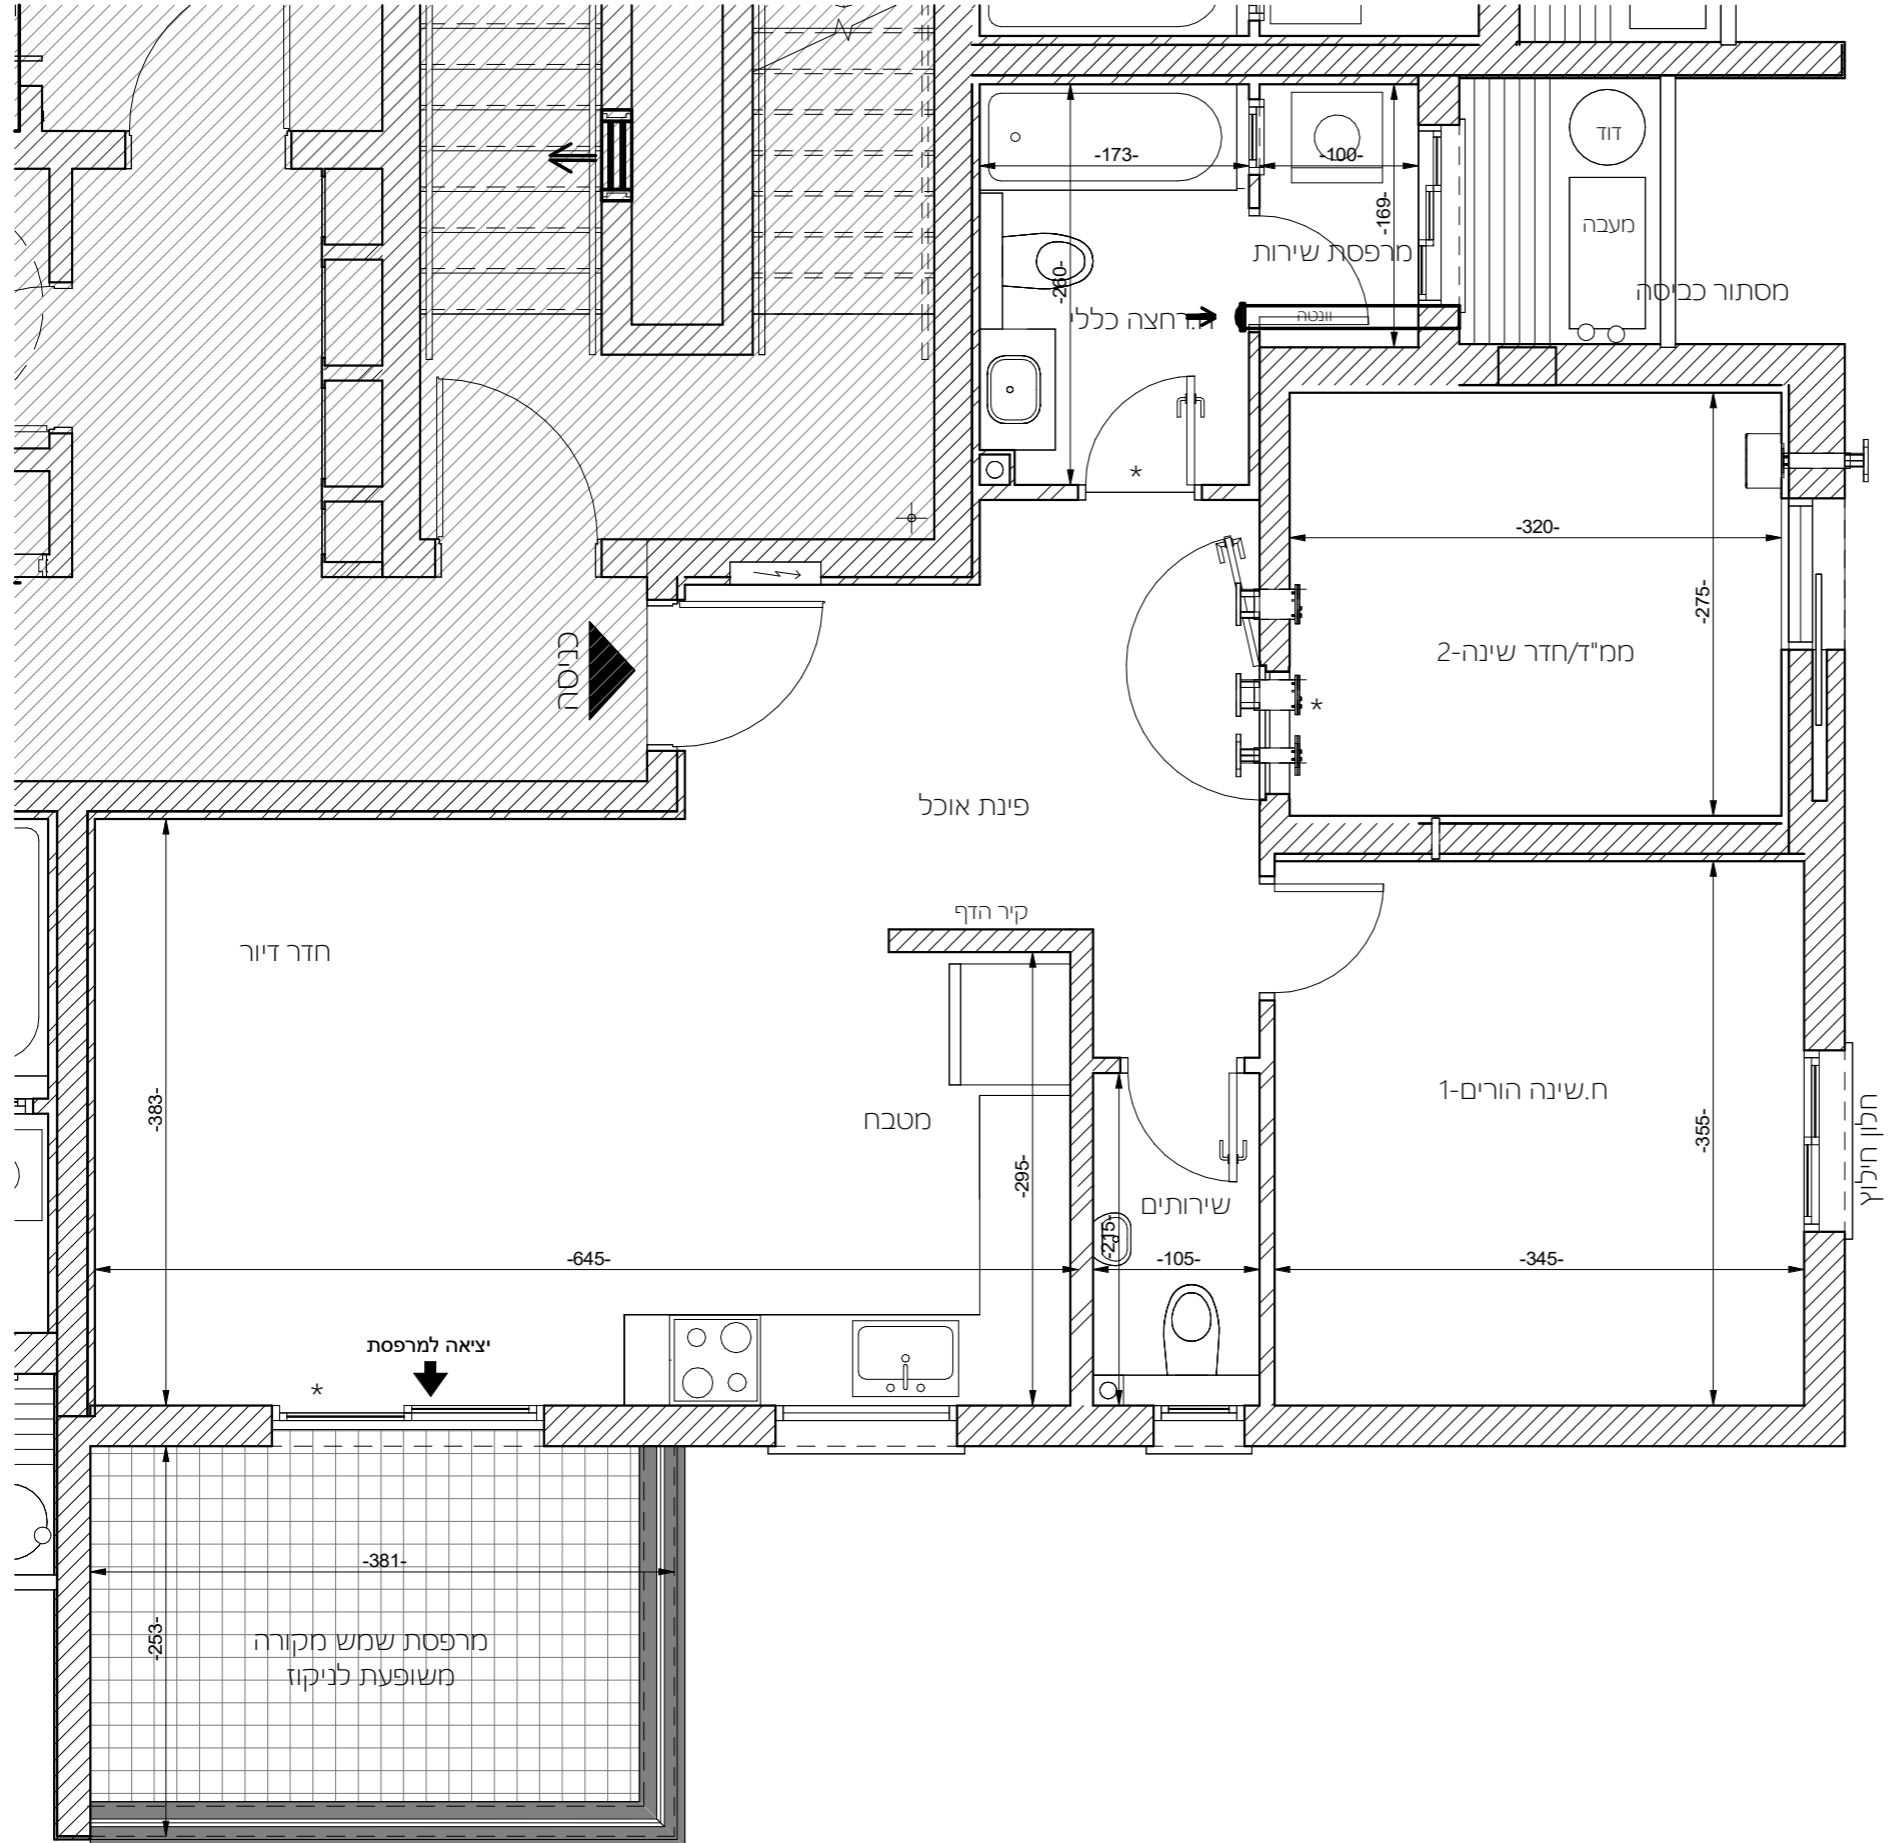 -173-
-100-
-169-
דוד
מעבה
מרפסת שירות
מסתור כביסה
-260-
ח.רחצה כללי
וונטה
*
-320-
-275-
ממ"ד/חדר שינה-2
*
כניסה
פינת אוכל
קיר הדף
חדר דיור
-383-
מטבח
-295-
ח.שינה הורים-1
-355-
חלון חילוץ
שירותים
-215-
-645-
-105-
-345-
יציאה למרפסת
*
-381-
-253-
מרפסת שמש מקורה
משופעת לניקוז